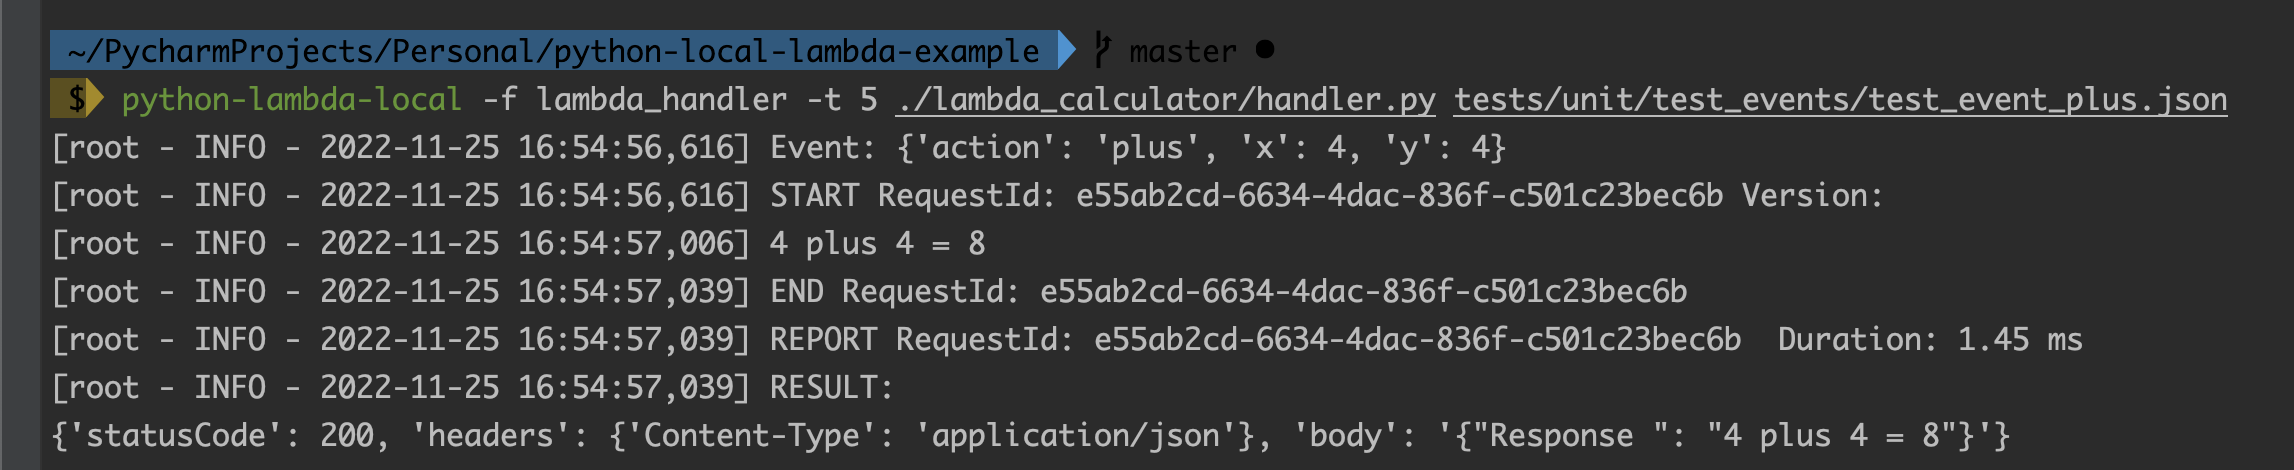 ~/PycharmProjects/Personal/python-local-lambda-example master ●
$ python-lambda-local -f lambda_handler -t 5 ./lambda_calculator/handler.py tests/unit/test_events/test_event_plus.json
[root - INFO - 2022-11-25 16:54:56,616] Event: {'action': 'plus', 'x': 4, 'y': 4}
[root - INFO - 2022-11-25 16:54:56,616] START RequestId: e55ab2cd-6634-4dac-836f-c501c23bec6b Version:
[root - INFO - 2022-11-25 16:54:57,006] 4 plus 4 = 8
[root - INFO - 2022-11-25 16:54:57,039] END RequestId: e55ab2cd-6634-4dac-836f-c501c23bec6b
[root - INFO - 2022-11-25 16:54:57,039] REPORT RequestId: e55ab2cd-6634-4dac-836f-c501c23bec6b  Duration: 1.45 ms
[root - INFO - 2022-11-25 16:54:57,039] RESULT:
{'statusCode': 200, 'headers': {'Content-Type': 'application/json'}, 'body': '{"Response ": "4 plus 4 = 8"}'}